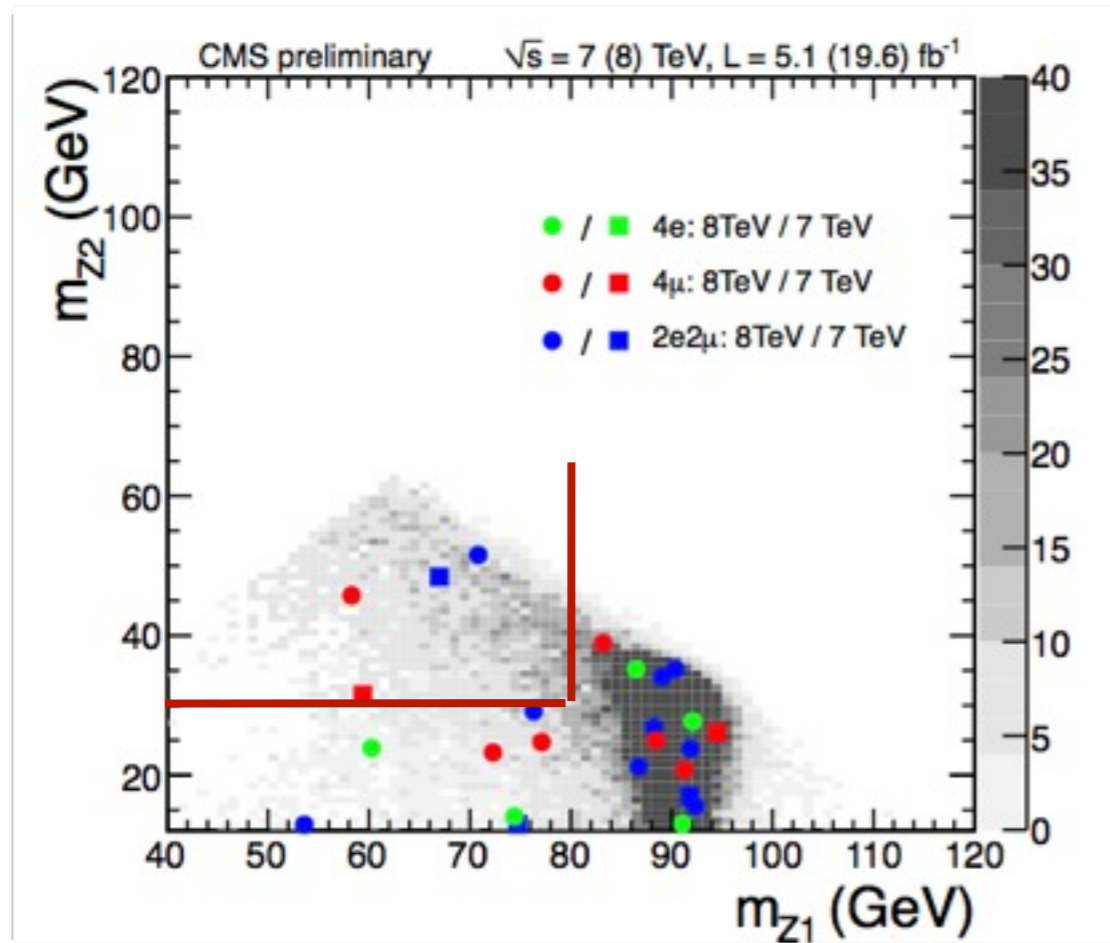 CMS preliminary √s = 7 (8) TeV, L = 5.1 (19.6) fb⁻¹
m_Z2 (GeV)
120
100
80
60
40
20
● / ■ 4e: 8TeV / 7 TeV
● / ■ 4μ: 8TeV / 7 TeV
● / ■ 2e2μ: 8TeV / 7 TeV
40
35
30
25
20
15
10
5
0
40 50 60 70 80 90 100 110 120
m_Z1 (GeV)